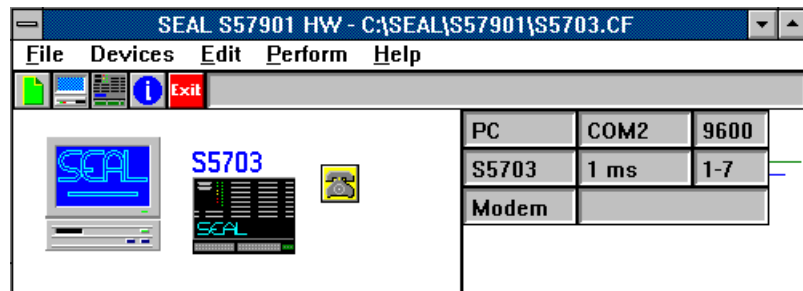 SEAL S57901 HW - C:\SEAL\S57901\S5703.CF
File Devices Edit Perform Help
i Exit
SEAL
S5703
SEAL
PC COM2 9600
S5703 1 ms 1-7
Modem